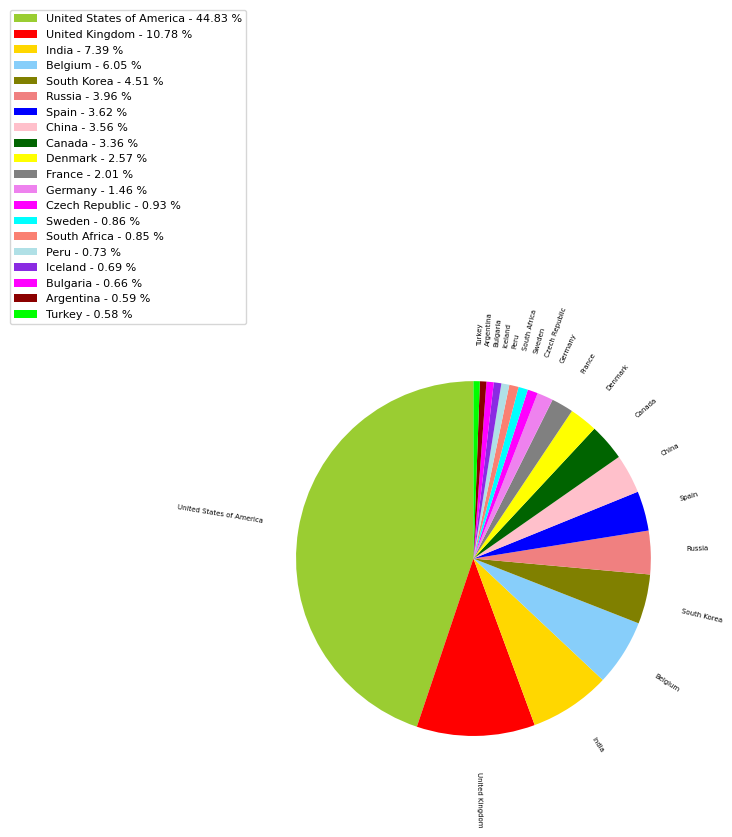 United States of America - 44.83 %
United Kingdom - 10.78 %
India - 7.39 %
Belgium - 6.05 %
South Korea - 4.51 %
Russia - 3.96 %
Spain - 3.62 %
China - 3.56 %
Canada - 3.36 %
Denmark - 2.57 %
France - 2.01 %
Germany - 1.46 %
Czech Republic - 0.93 %
Sweden - 0.86 %
South Africa - 0.85 %
Peru - 0.73 %
Iceland - 0.69 %
Bulgaria - 0.66 %
Argentina - 0.59 %
Turkey - 0.58 %
Turkey
Argentina
Bulgaria
Iceland
Peru
South Africa
Sweden
Czech Republic
Germany
France
Denmark
Canada
China
Spain
Russia
South Korea
Belgium
India
United Kingdom
United States of America